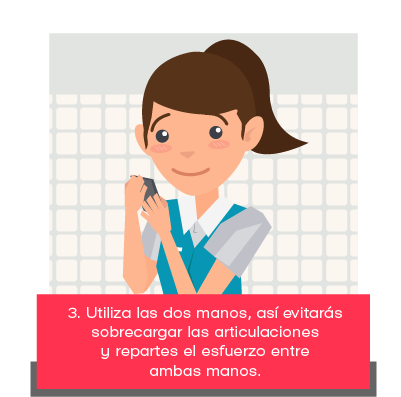 3. Utiliza las dos manos, así evitarás
sobrecargar las articulaciones
y repartes el esfuerzo entre
ambas manos.